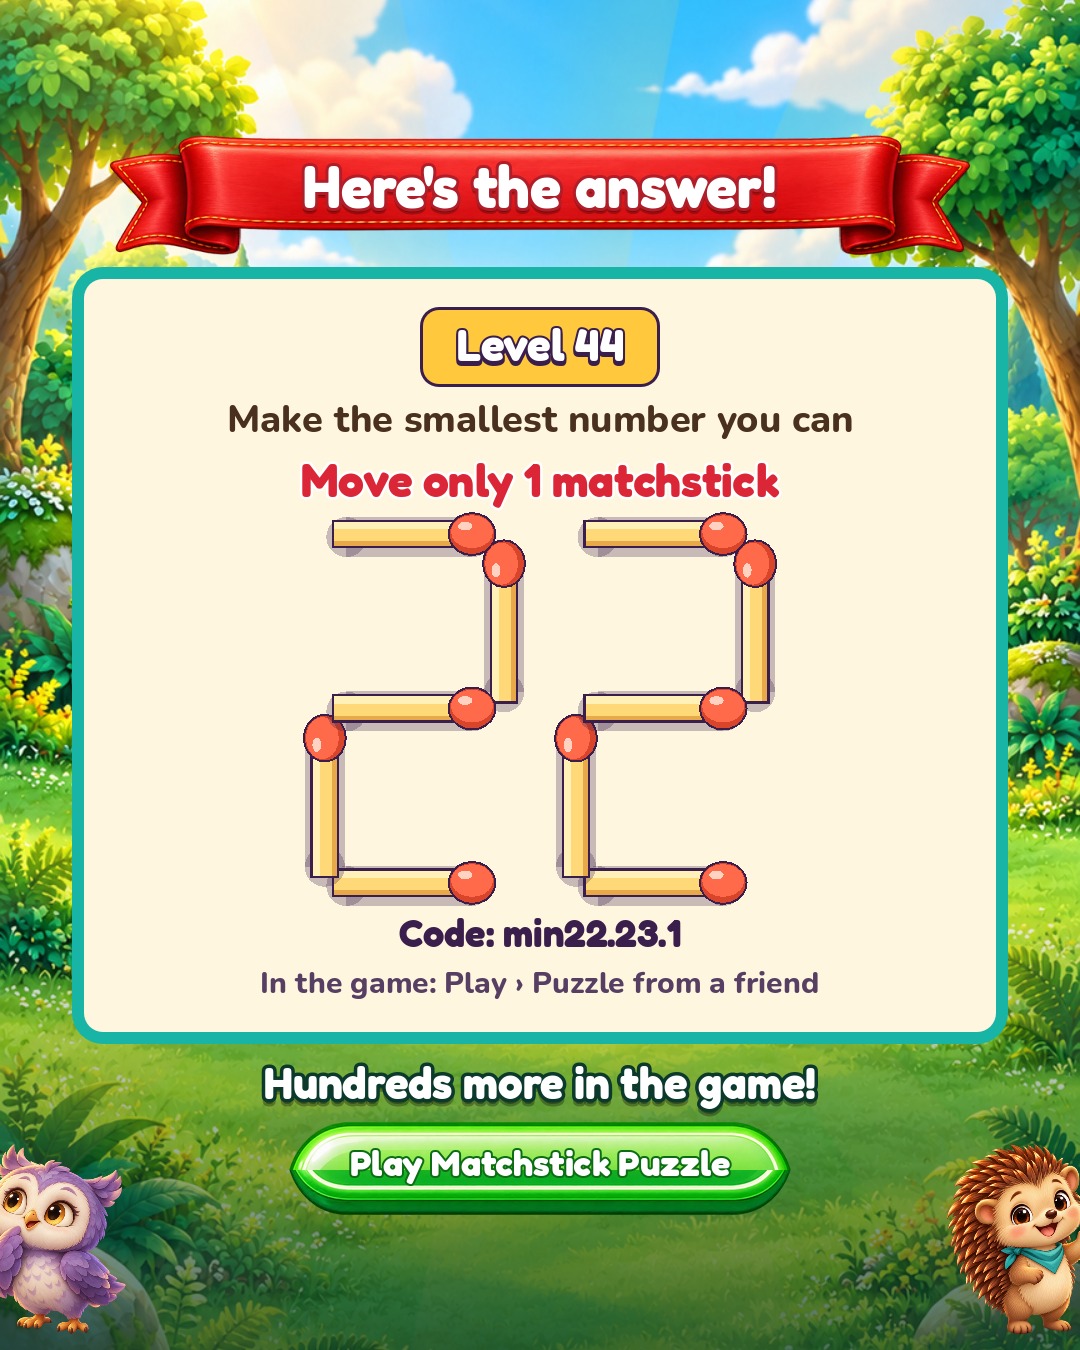 Here's the answer!
Level 44
Make the smallest number you can
Move only 1 matchstick
22
Code: min22.23.1
In the game: Play › Puzzle from a friend
Hundreds more in the game!
Play Matchstick Puzzle